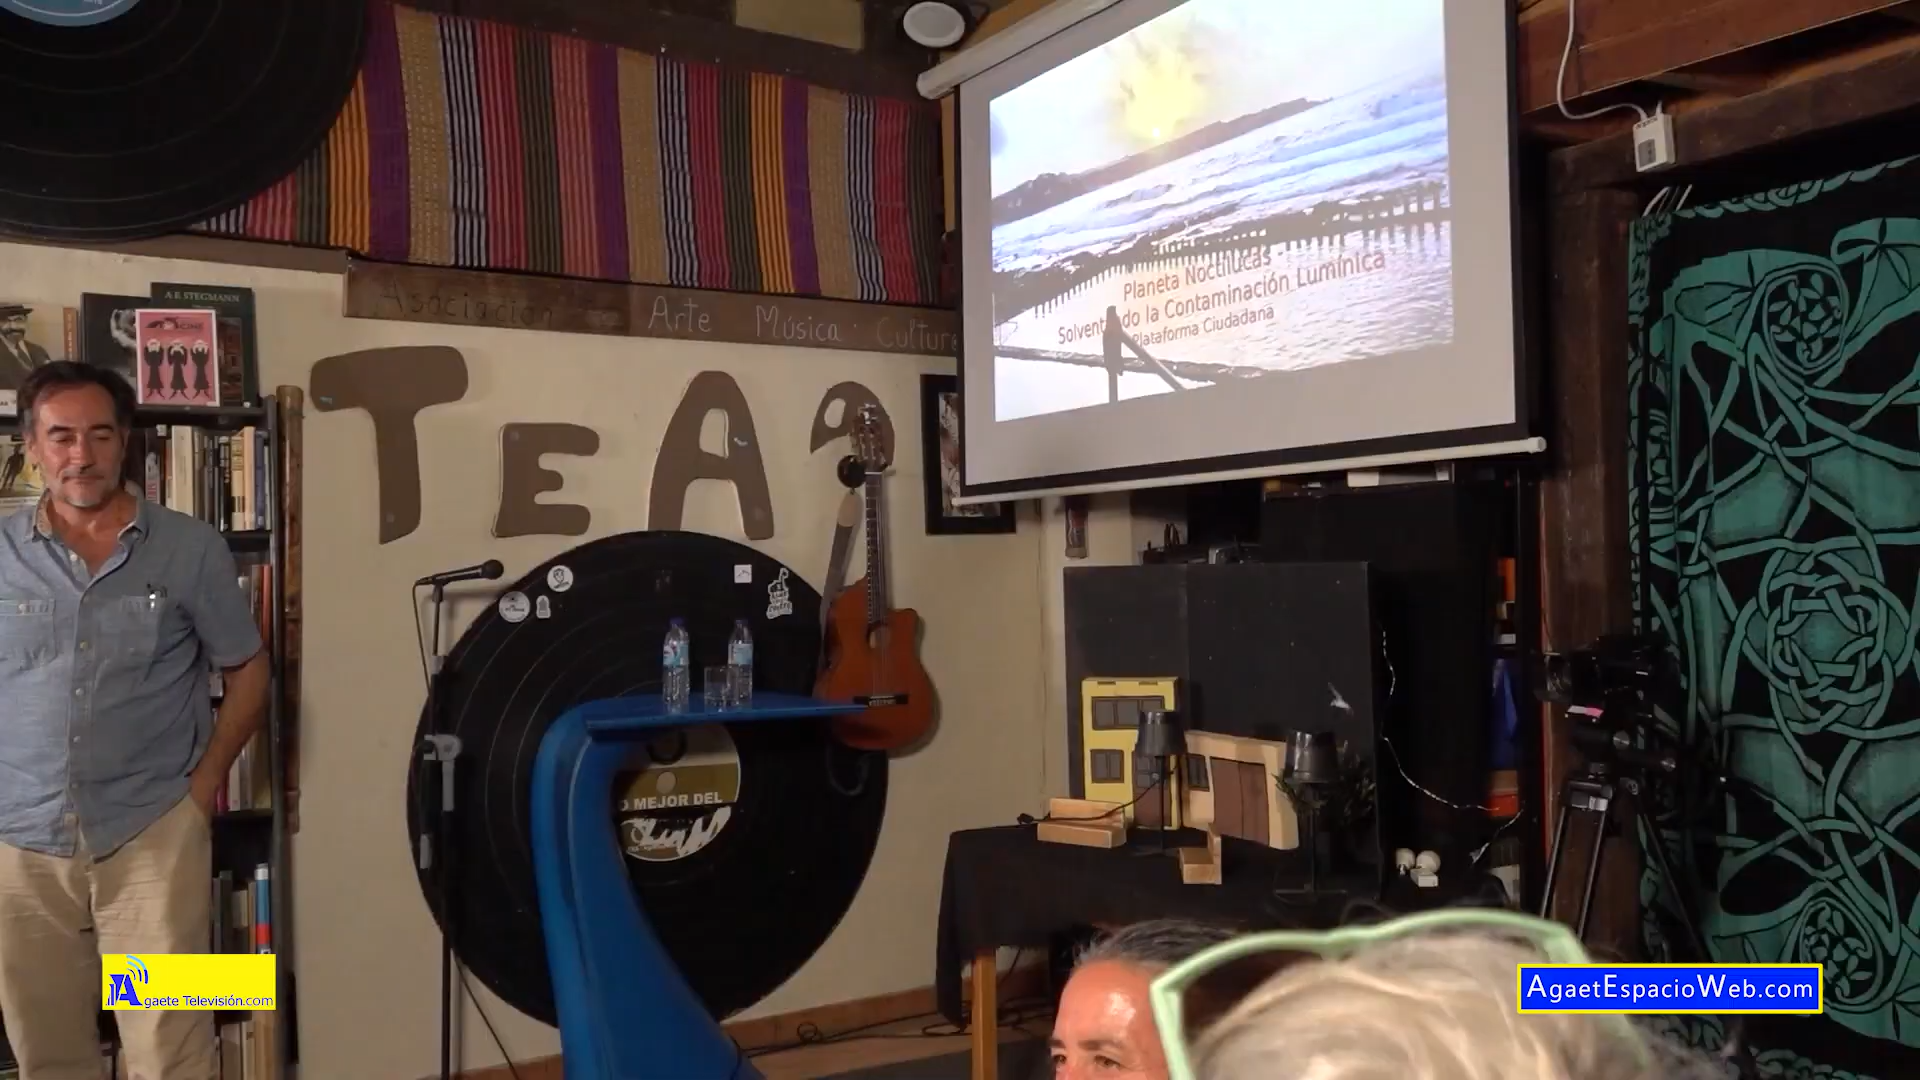 A.E. STEGMANN
Asociación Arte Música Cultura
TeA
Planeta Noctilucas -
Solventando la Contaminación Lumínica
Plataforma Ciudadana
O MEJOR DEL
Agaete Televisión.com
AgaetEspacioWeb.com